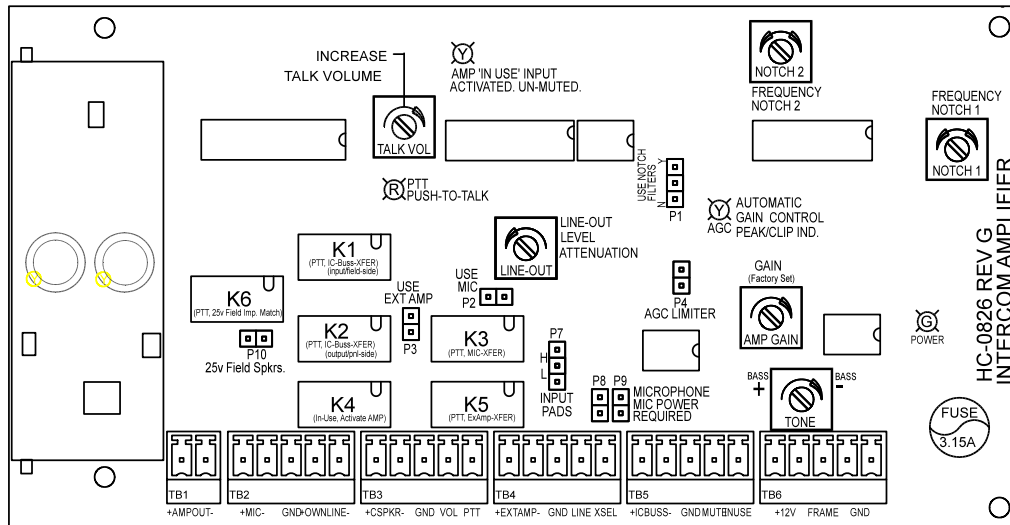 INCREASE
TALK VOLUME
Y
AMP 'IN USE' INPUT
ACTIVATED. UN-MUTED.
TALK VOL
R
PTT
PUSH-TO-TALK
NOTCH 2
FREQUENCY
NOTCH 2
FREQUENCY
NOTCH 1
NOTCH 1
USE NOTCH
FILTERS
Y
N
P1
Y
AGC
AUTOMATIC
GAIN CONTROL
PEAK/CLIP IND.
LINE-OUT
LINE-OUT
LEVEL
ATTENUATION
K1
(PTT, IC-Buss-XFER)
(input/field-side)
K6
(PTT, 25v Field Imp. Match)
P10
25v Field Spkrs.
K2
(PTT, IC-Buss-XFER)
(output/pnl-side)
USE
EXT AMP
P3
USE
MIC
P2
K3
(PTT, MIC-XFER)
K4
(In-Use, Activate AMP)
K5
(PTT, ExAmp-XFER)
P7
H
L
INPUT
PADS
P4
AGC LIMITER
GAIN
(Factory Set)
AMP GAIN
G
POWER
P8
P9
MICROPHONE
MIC POWER
REQUIRED
BASS
+
BASS
-
TONE
HC-0826 REV G
INTERCOM AMPLIFIER
FUSE
3.15A
TB1
+AMPOUT-
TB2
+MIC- GND +OWNLINE-
TB3
+CSPKR- GND VOL PTT
TB4
+EXTAMP- GND LINE XSEL
TB5
+ICBUSS- GND MUTE INUSE
TB6
+12V FRAME GND